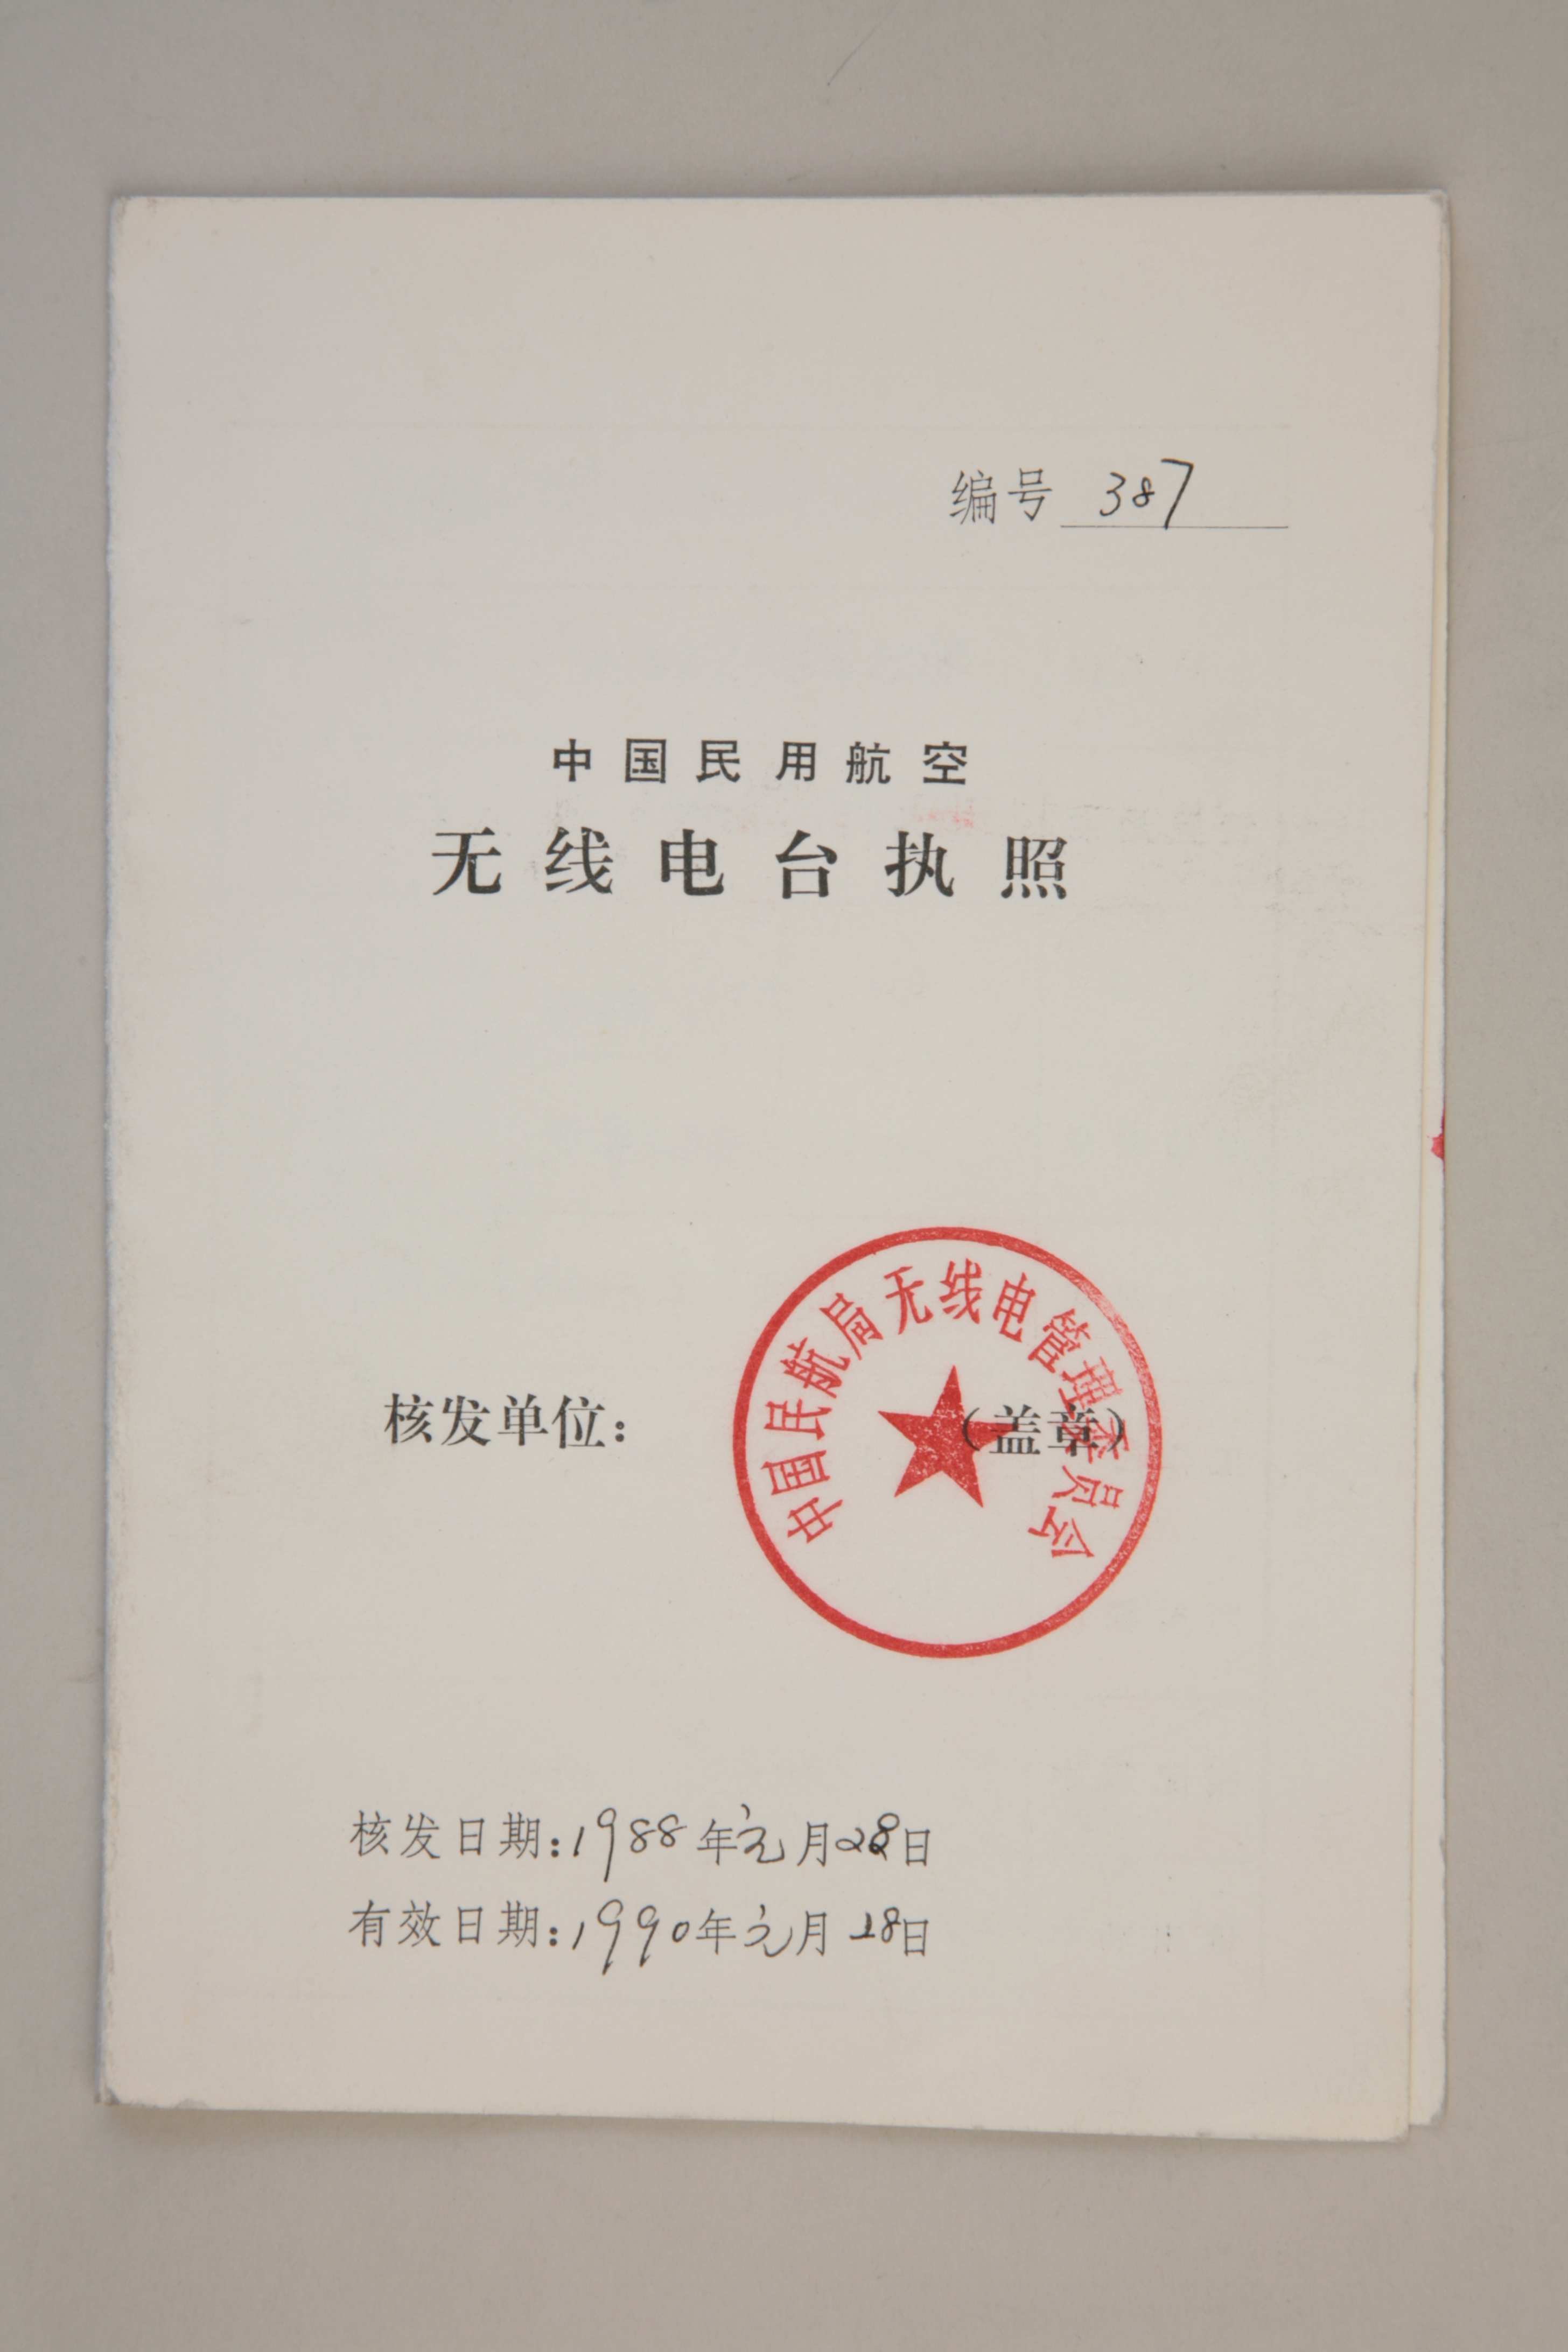 编号 387
中国民用航空
无线电台执照
中国民航局无线电管理委员会
核发单位：（盖章）
核发日期：1988年元月28日
有效日期：1990年元月28日